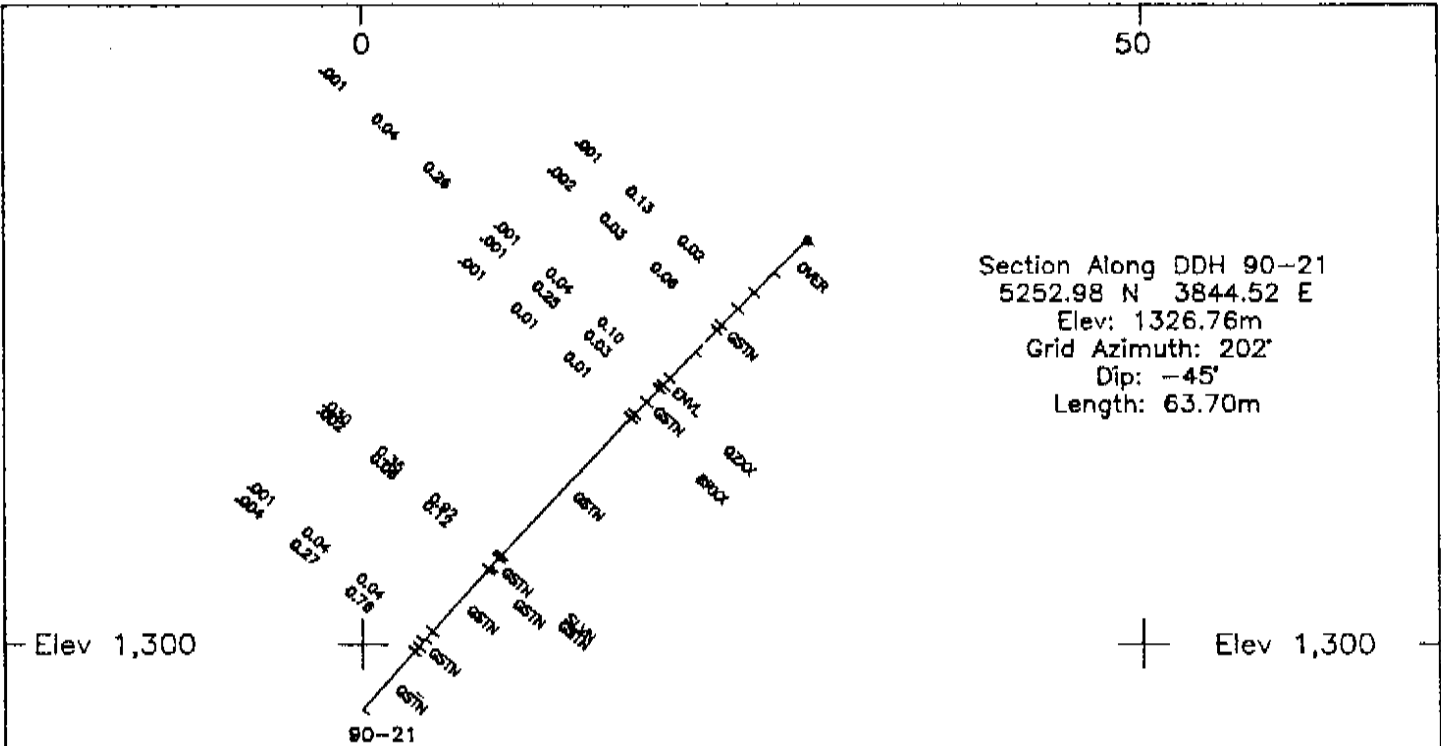 0
50
-.001
0.04
0.26
-.001
-.002
0.13
0.03
0.02
0.06
-.001
-.001
-.001
0.04
0.25
0.01
0.10
0.03
0.01
OVER
GSTN
ENVL
GSTN
QZXX
GSTN
Section Along DDH 90-21
5252.98 N 3844.52 E
Elev: 1326.76m
Grid Azimuth: 202°
Dip: -45°
Length: 63.70m
-.002
0.12
-.001
-.004
0.04
0.27
0.04
0.76
GSTN
GSTN
GSTN
GSTN
GSTN
GSTN
Elev 1,300
Elev 1,300
90-21